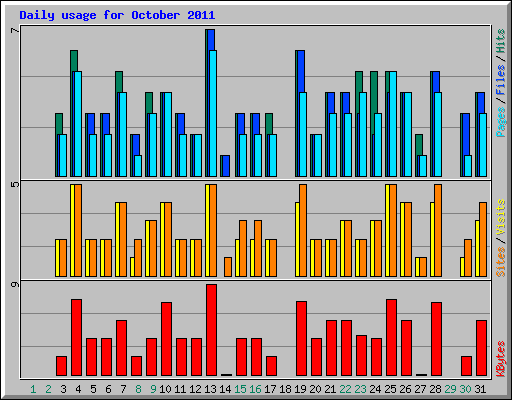 Daily usage for October 2011
7
5
9
Pages/Files/Hits
Sites/Visits
KBytes
1 2 3 4 5 6 7 8 9 10 11 12 13 14 15 16 17 18 19 20 21 22 23 24 25 26 27 28 29 30 31